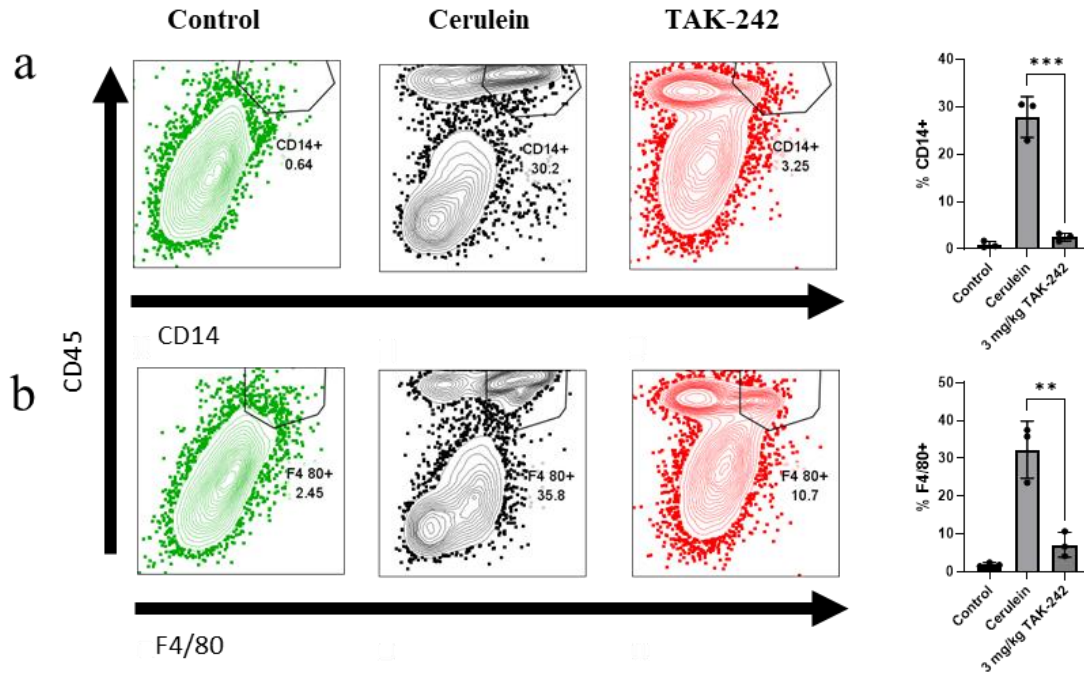 Control Cerulein TAK-242
a
CD14+
0.64
CD14+
30.2
CD14+
3.25
CD45
CD14
% CD14+
40
30
20
10
0
***
Control
Cerulein
3 mg/kg TAK-242
b
F4 80+
2.45
F4 80+
35.8
F4 80+
10.7
F4/80
% F4/80+
50
40
30
20
10
0
**
Control
Cerulein
3 mg/kg TAK-242